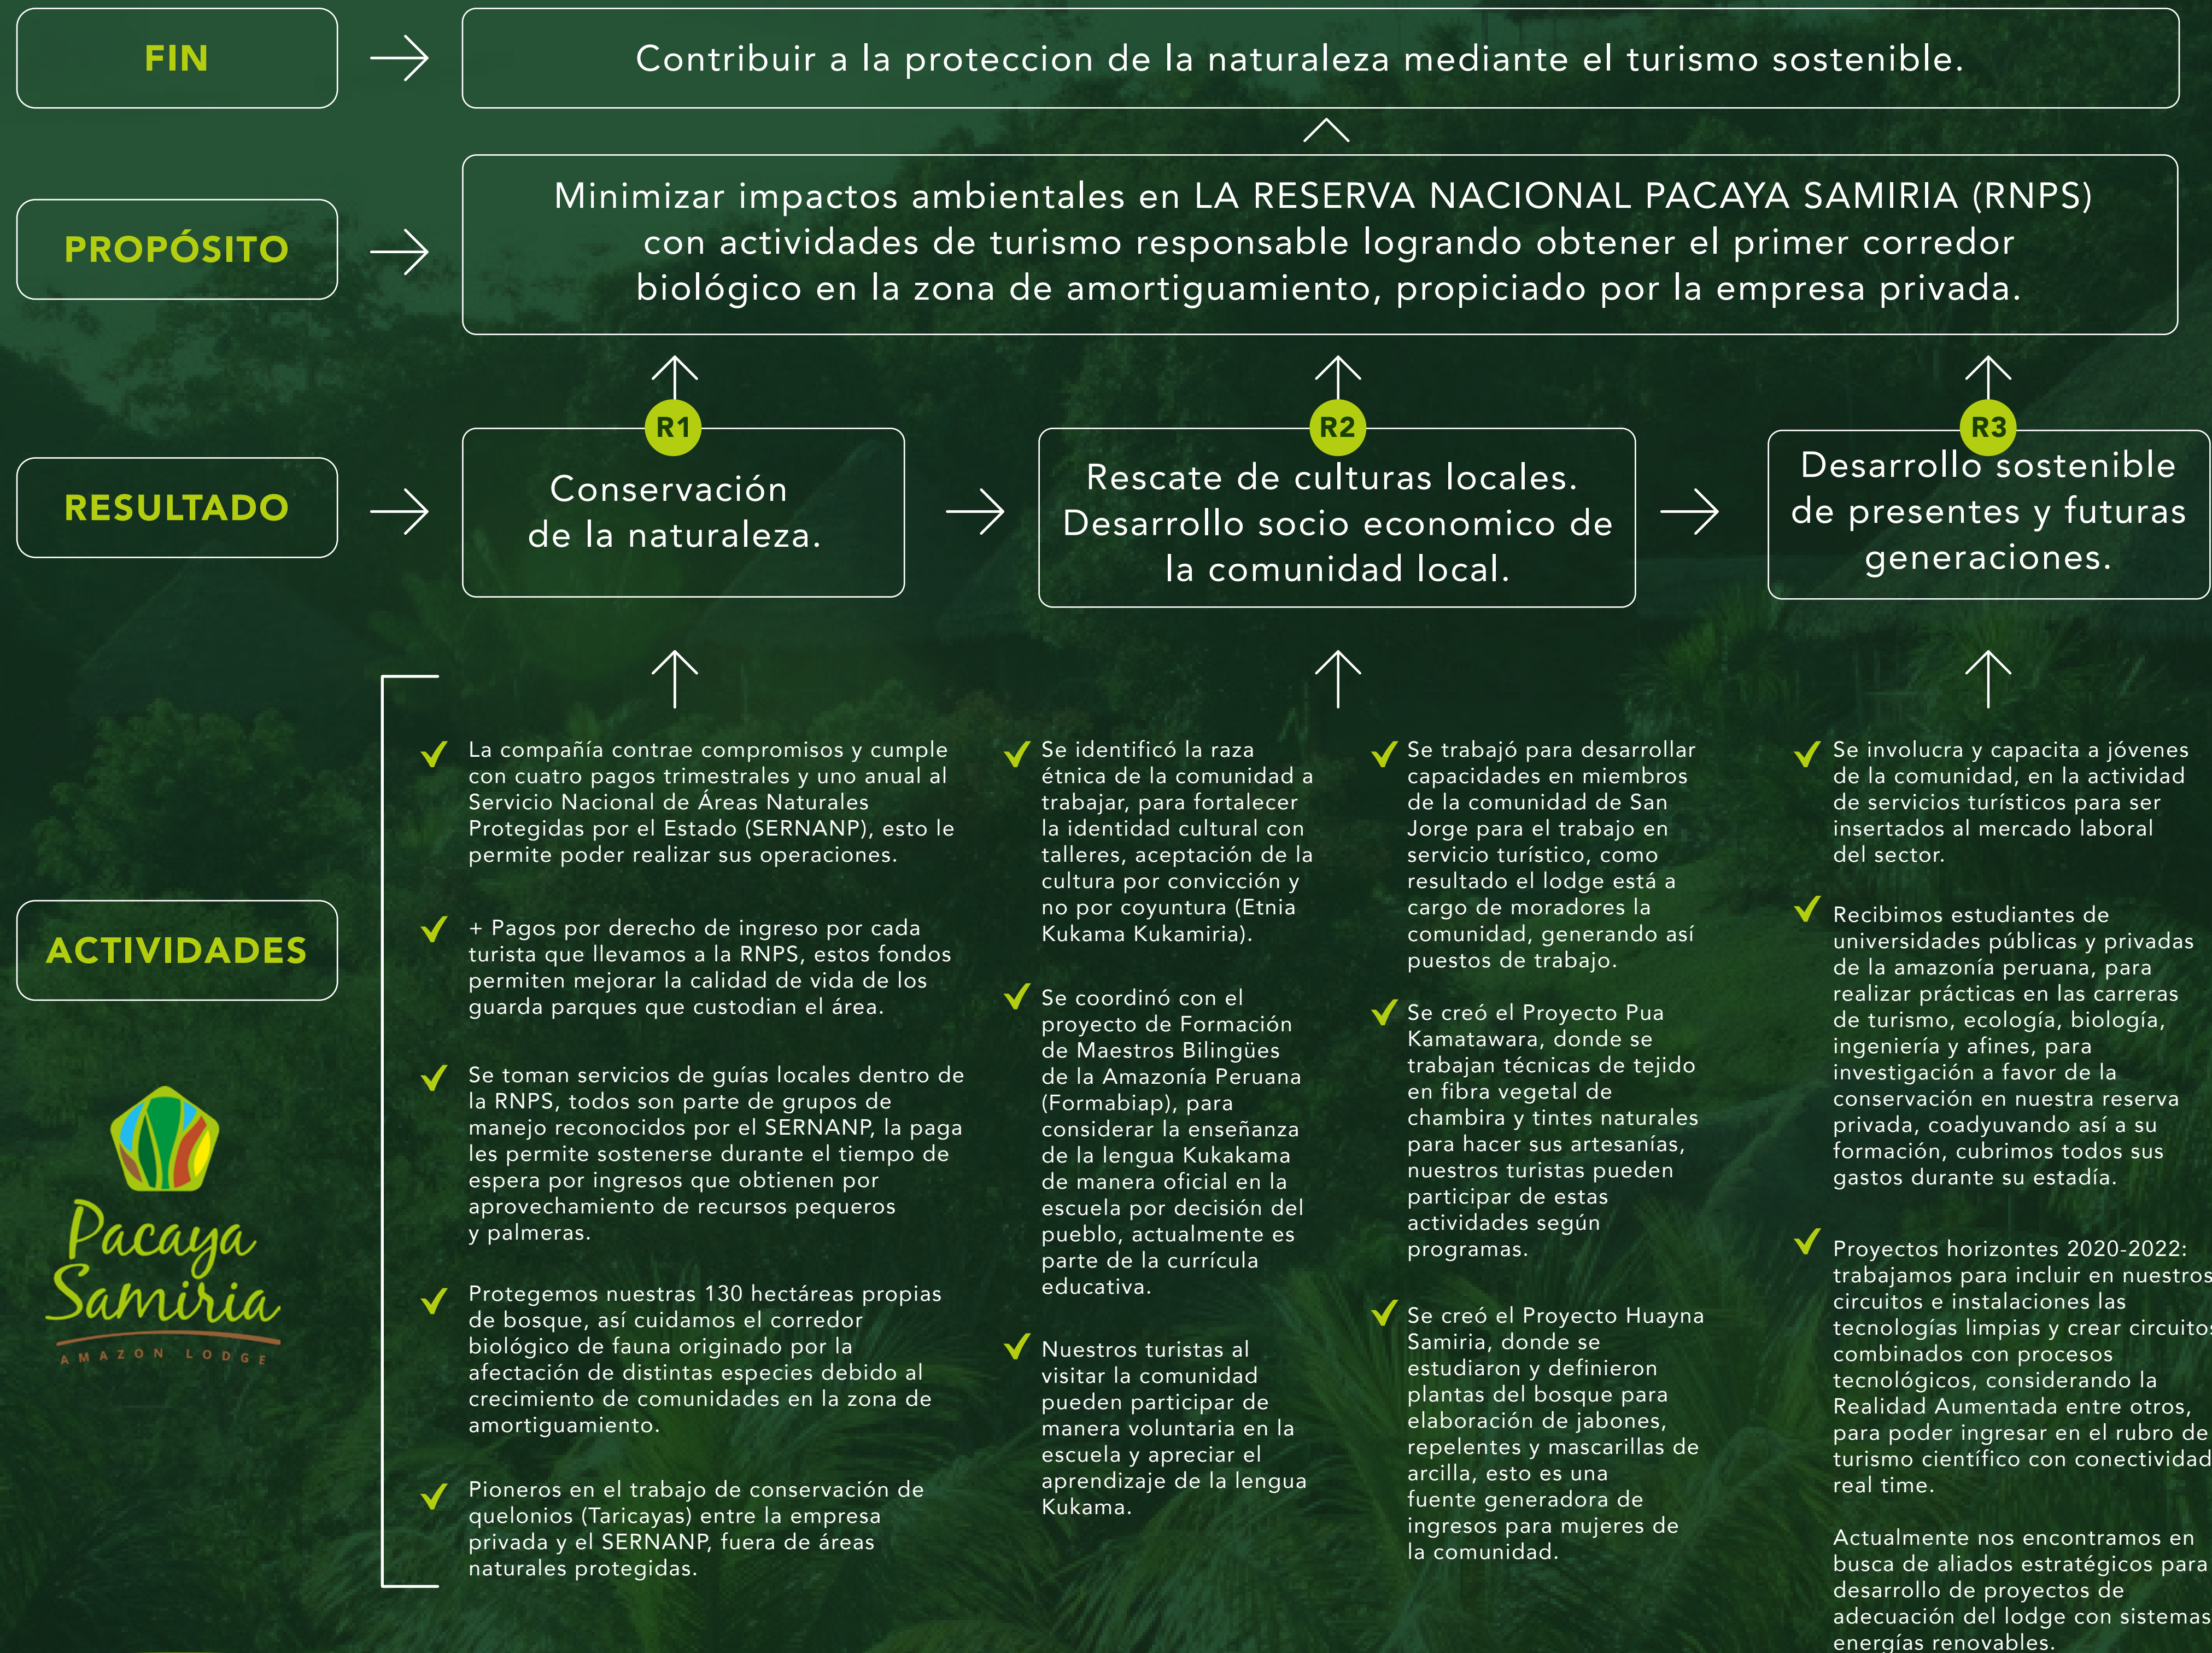 FIN
Contribuir a la proteccion de la naturaleza mediante el turismo sostenible.
PROPÓSITO
Minimizar impactos ambientales en LA RESERVA NACIONAL PACAYA SAMIRIA (RNPS)
con actividades de turismo responsable logrando obtener el primer corredor
biológico en la zona de amortiguamiento, propiciado por la empresa privada.
RESULTADO
R1
Conservación
de la naturaleza.
R2
Rescate de culturas locales.
Desarrollo socio economico de
la comunidad local.
R3
Desarrollo sostenible
de presentes y futuras
generaciones.
ACTIVIDADES
La compañía contrae compromisos y cumple
con cuatro pagos trimestrales y uno anual al
Servicio Nacional de Áreas Naturales
Protegidas por el Estado (SERNANP), esto le
permite poder realizar sus operaciones.
+ Pagos por derecho de ingreso por cada
turista que llevamos a la RNPS, estos fondos
permiten mejorar la calidad de vida de los
guarda parques que custodian el área.
Se toman servicios de guías locales dentro de
la RNPS, todos son parte de grupos de
manejo reconocidos por el SERNANP, la paga
les permite sostenerse durante el tiempo de
espera por ingresos que obtienen por
aprovechamiento de recursos pequeros
y palmeras.
Protegemos nuestras 130 hectáreas propias
de bosque, así cuidamos el corredor
biológico de fauna originado por la
afectación de distintas especies debido al
crecimiento de comunidades en la zona de
amortiguamiento.
Pioneros en el trabajo de conservación de
quelonios (Taricayas) entre la empresa
privada y el SERNANP, fuera de áreas
naturales protegidas.
Se identificó la raza
étnica de la comunidad a
trabajar, para fortalecer
la identidad cultural con
talleres, aceptación de la
cultura por convicción y
no por coyuntura (Etnia
Kukama Kukamiria).
Se coordinó con el
proyecto de Formación
de Maestros Bilingües
de la Amazonía Peruana
(Formabiap), para
considerar la enseñanza
de la lengua Kukakama
de manera oficial en la
escuela por decisión del
pueblo, actualmente es
parte de la currícula
educativa.
Nuestros turistas al
visitar la comunidad
pueden participar de
manera voluntaria en la
escuela y apreciar el
aprendizaje de la lengua
Kukama.
Se trabajó para desarrollar
capacidades en miembros
de la comunidad de San
Jorge para el trabajo en
servicio turístico, como
resultado el lodge está a
cargo de moradores la
comunidad, generando así
puestos de trabajo.
Se creó el Proyecto Pua
Kamatawara, donde se
trabajan técnicas de tejido
en fibra vegetal de
chambira y tintes naturales
para hacer sus artesanías,
nuestros turistas pueden
participar de estas
actividades según
programas.
Se creó el Proyecto Huayna
Samiria, donde se
estudiaron y definieron
plantas del bosque para
elaboración de jabones,
repelentes y mascarillas de
arcilla, esto es una
fuente generadora de
ingresos para mujeres de
la comunidad.
Se involucra y capacita a jóvenes
de la comunidad, en la actividad
de servicios turísticos para ser
insertados al mercado laboral
del sector.
Recibimos estudiantes de
universidades públicas y privadas
de la amazonía peruana, para
realizar prácticas en las carreras
de turismo, ecología, biología,
ingeniería y afines, para
investigación a favor de la
conservación en nuestra reserva
privada, coadyuvando así a su
formación, cubrimos todos sus
gastos durante su estadía.
Proyectos horizontes 2020-2022:
trabajamos para incluir en nuestros
circuitos e instalaciones las
tecnologías limpias y crear circuitos
combinados con procesos
tecnológicos, considerando la
Realidad Aumentada entre otros,
para poder ingresar en el rubro de
turismo científico con conectividad
real time.
Actualmente nos encontramos en
busca de aliados estratégicos para
desarrollo de proyectos de
adecuación del lodge con sistemas
energías renovables.
Pacaya
Samiria
AMAZON LODGE